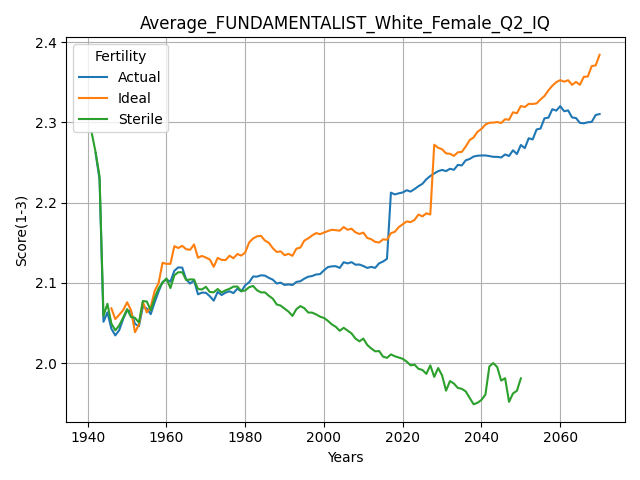 Average_FUNDAMENTALIST_White_Female_Q2_IQ
2.4
2.3
2.2
2.1
2.0
Score(1-3)
Fertility
Actual
Ideal
Sterile
1940 1960 1980 2000 2020 2040 2060
Years